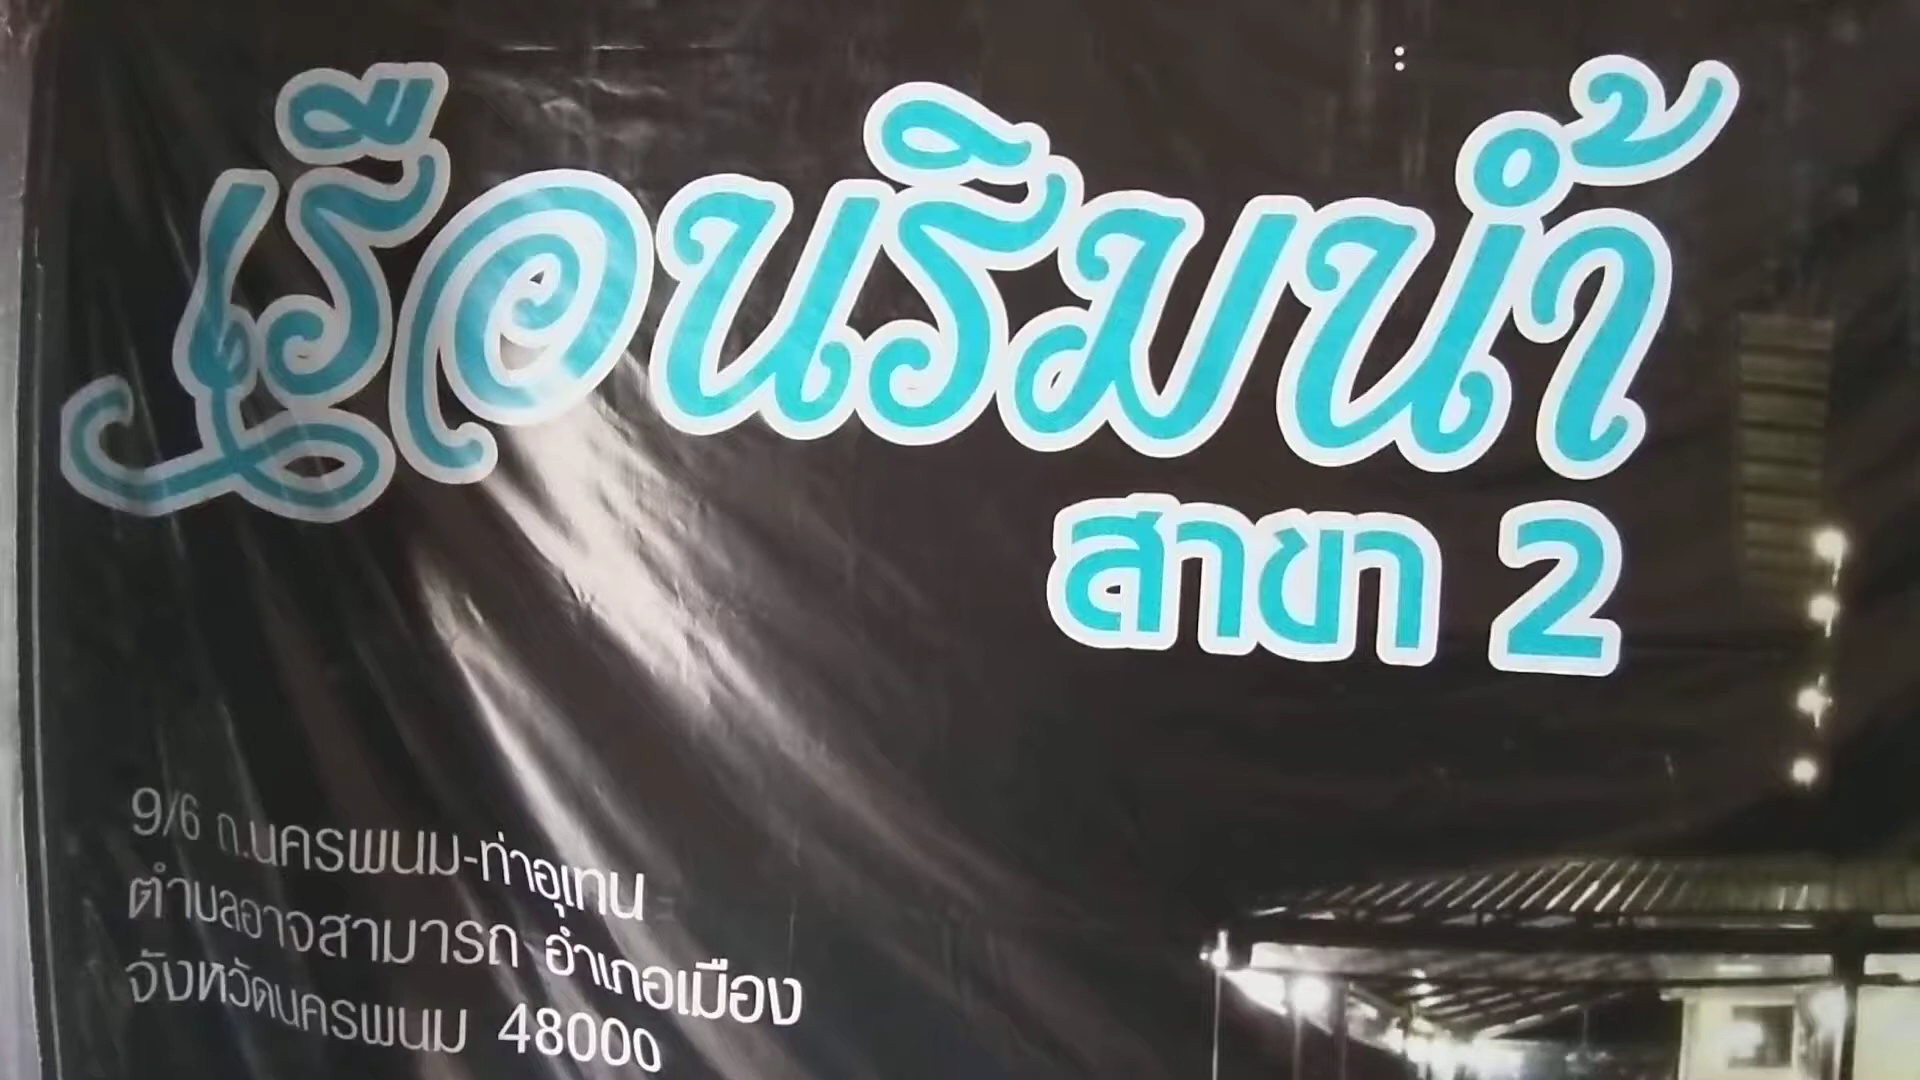 เรือนริมน้ำ
สาขา 2
9/6 ถ.นครพนม-ท่าอุเทน
ตำบลอาจสามารถ อำเภอเมือง
จังหวัดนครพนม 48000